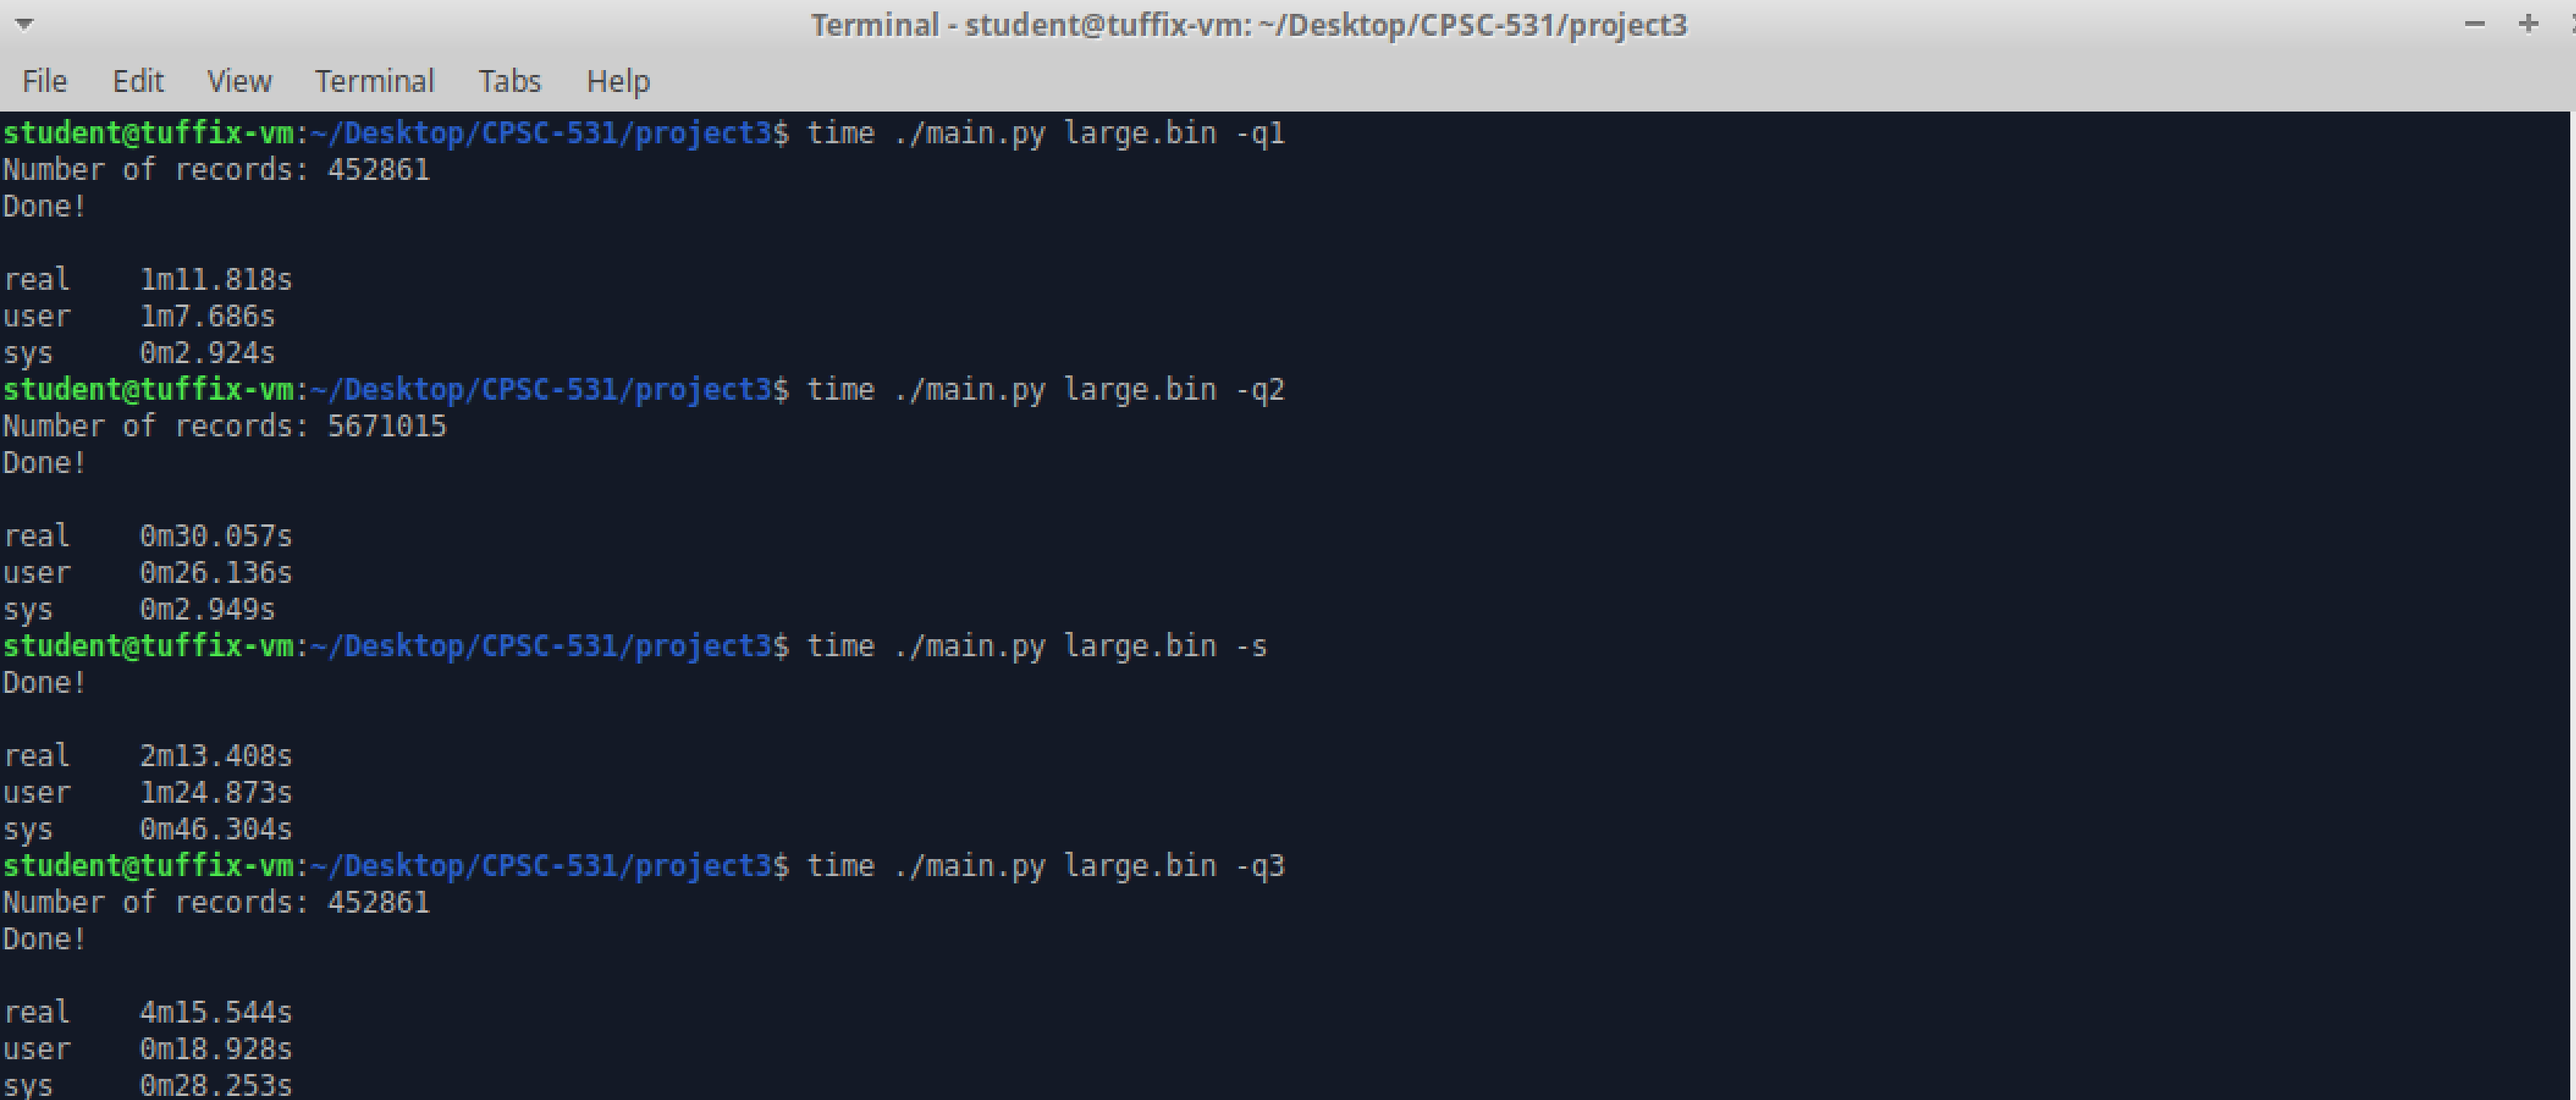 Terminal - student@tuffix-vm: ~/Desktop/CPSC-531/project3
File Edit View Terminal Tabs Help
student@tuffix-vm:~/Desktop/CPSC-531/project3$ time ./main.py large.bin -q1
Number of records: 452861
Done!
real 1m11.818s
user 1m7.686s
sys 0m2.924s
student@tuffix-vm:~/Desktop/CPSC-531/project3$ time ./main.py large.bin -q2
Number of records: 5671015
Done!
real 0m30.057s
user 0m26.136s
sys 0m2.949s
student@tuffix-vm:~/Desktop/CPSC-531/project3$ time ./main.py large.bin -s
Done!
real 2m13.408s
user 1m24.873s
sys 0m46.304s
student@tuffix-vm:~/Desktop/CPSC-531/project3$ time ./main.py large.bin -q3
Number of records: 452861
Done!
real 4m15.544s
user 0m18.928s
sys 0m28.253s